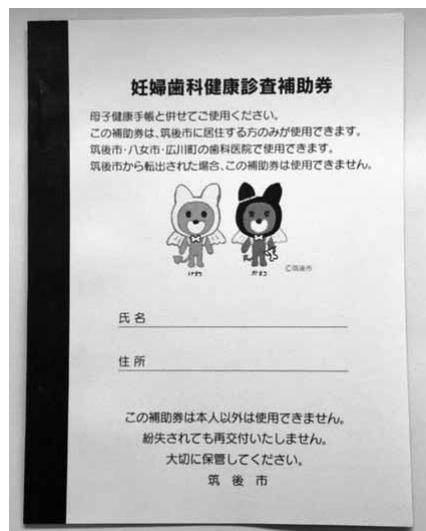 妊婦歯科健康診査補助券
母子健康手帳と併せてご使用ください。
この補助券は、筑後市に居住する方のみが使用できます。
筑後市・八女市・広川町の歯科医院で使用できます。
筑後市から転出された場合、この補助券は使用できません。
©筑後市
氏名
住所
この補助券は本人以外は使用できません。
紛失されても再交付いたしません。
大切に保管してください。
筑後市